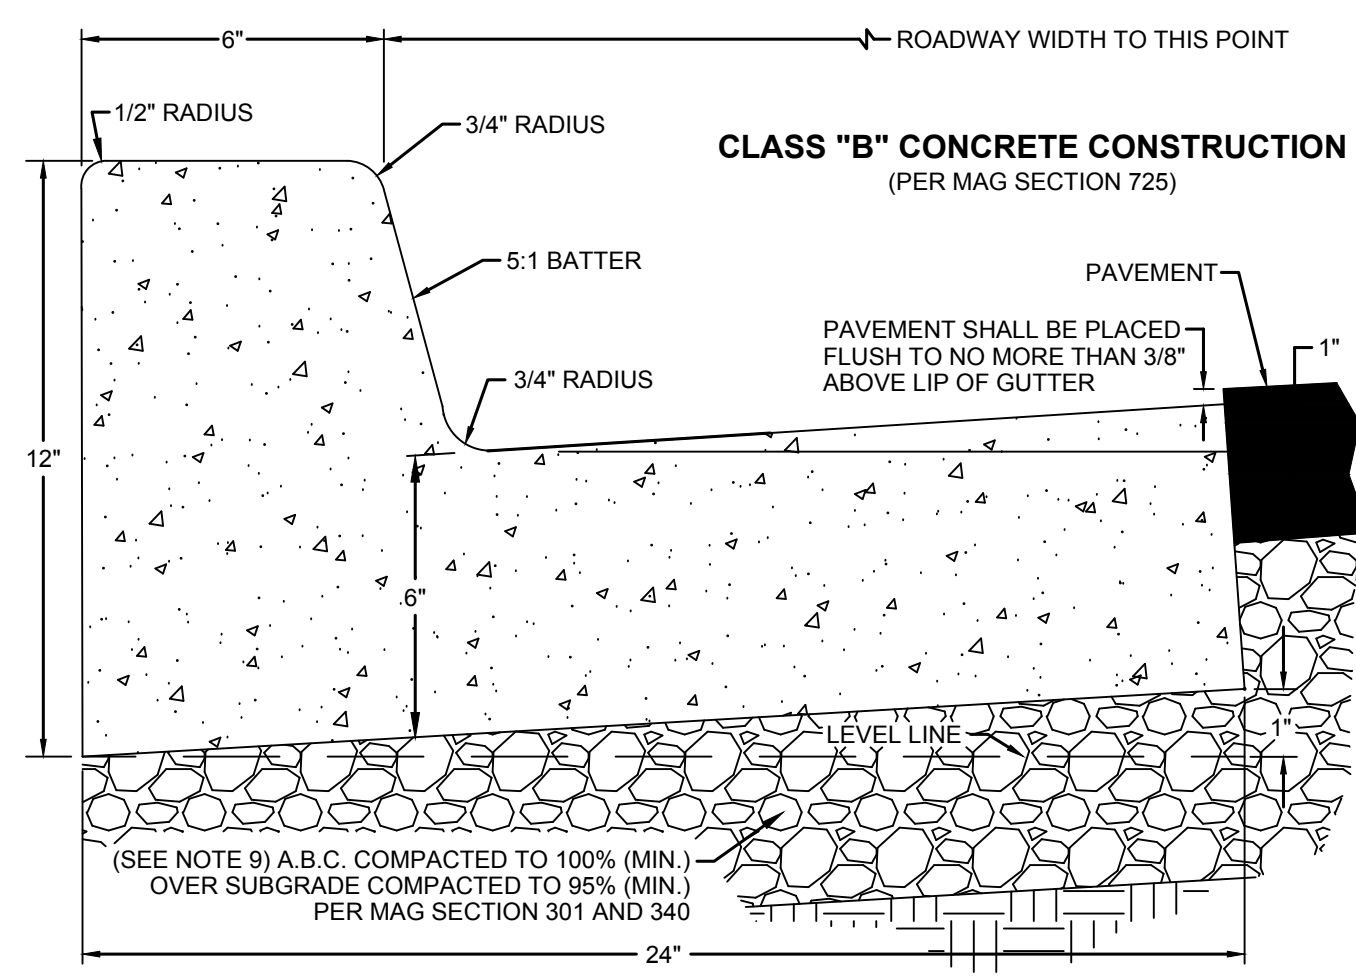 6"
ROADWAY WIDTH TO THIS POINT
1/2" RADIUS
3/4" RADIUS
CLASS "B" CONCRETE CONSTRUCTION
(PER MAG SECTION 725)
5:1 BATTER
PAVEMENT
PAVEMENT SHALL BE PLACED
FLUSH TO NO MORE THAN 3/8"
ABOVE LIP OF GUTTER
1"
3/4" RADIUS
12"
6"
LEVEL LINE
1"
(SEE NOTE 9) A.B.C. COMPACTED TO 100% (MIN.)
OVER SUBGRADE COMPACTED TO 95% (MIN.)
PER MAG SECTION 301 AND 340
24"